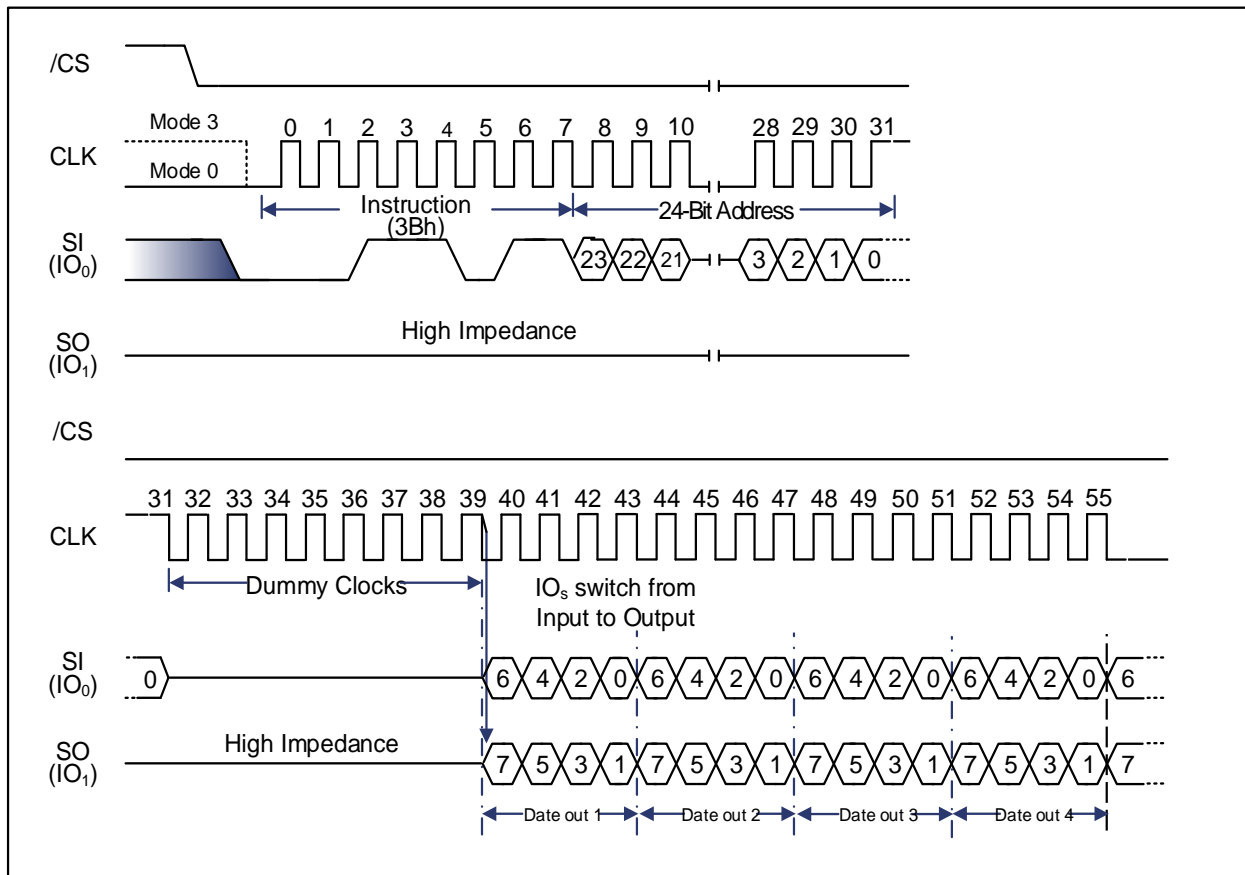 /CS
Mode 3
0 1 2 3 4 5 6 7 8 9 10 28 29 30 31
CLK
Mode 0
Instruction
(3Bh)
24-Bit Address
SI
(IO0)
23 22 21 3 2 1 0
High Impedance
SO
(IO1)
/CS
31 32 33 34 35 36 37 38 39 40 41 42 43 44 45 46 47 48 49 50 51 52 53 54 55
CLK
Dummy Clocks
IOs switch from
Input to Output
SI
(IO0)
0 6 4 2 0 6 4 2 0 6 4 2 0 6 4 2 0 6
High Impedance
SO
(IO1)
7 5 3 1 7 5 3 1 7 5 3 1 7 5 3 1 7
Date out 1 Date out 2 Date out 3 Date out 4